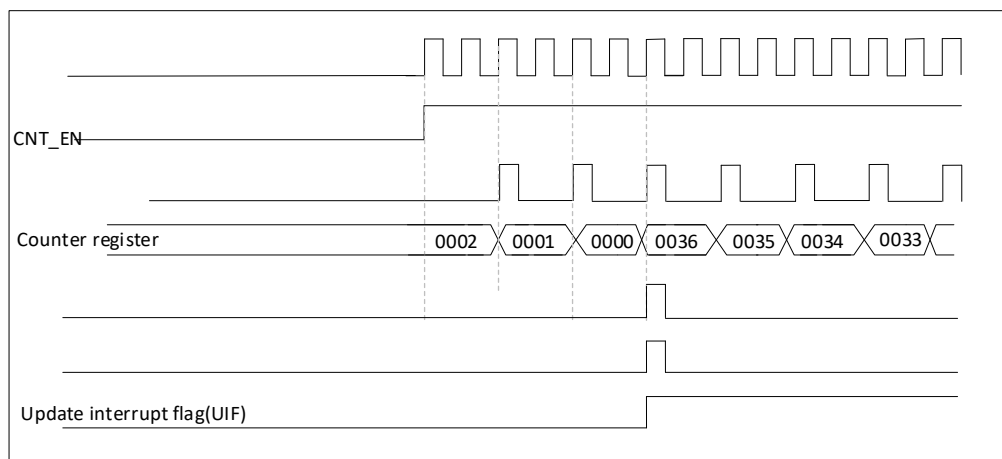 CNT_EN
Counter register 0002 0001 0000 0036 0035 0034 0033
Update interrupt flag(UIF)